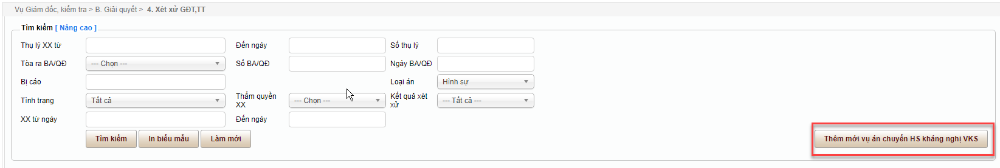 Vụ Giám đốc, kiểm tra > B. Giải quyết > 4. Xét xử GĐT,TT
Tìm kiếm [ Nâng cao ]
Thụ lý XX từ Đến ngày Số thụ lý
Tòa ra BA/QĐ --- Chọn --- Số BA/QĐ Ngày BA/QĐ
Bị cáo Loại án Hình sự
Tình trạng Tất cả Thẩm quyền XX --- Chọn --- Kết quả xét xử --- Tất cả ---
XX từ ngày Đến ngày
Tìm kiếm In biểu mẫu Làm mới Thêm mới vụ án chuyển HS kháng nghị VKS